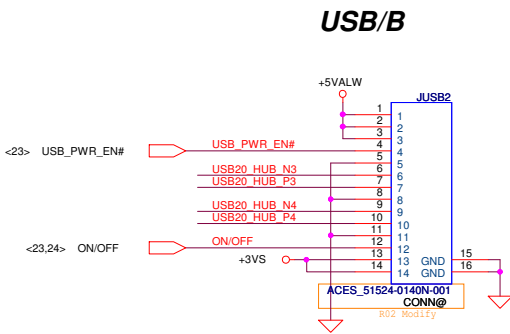 USB/B
+5VALW
JUSB2
1 1
2 2
3 3
<23> USB_PWR_EN# USB_PWR_EN# 4 4
5 5
USB20_HUB_N3 6 6
USB20_HUB_P3 7 7
8 8
USB20_HUB_N4 9 9
USB20_HUB_P4 10 10
11 11
<23,24> ON/OFF ON/OFF 12 12
+3VS 13 13 GND 15
14 14 GND 16
ACES_51524-0140N-001
CONN@
R02 Modify